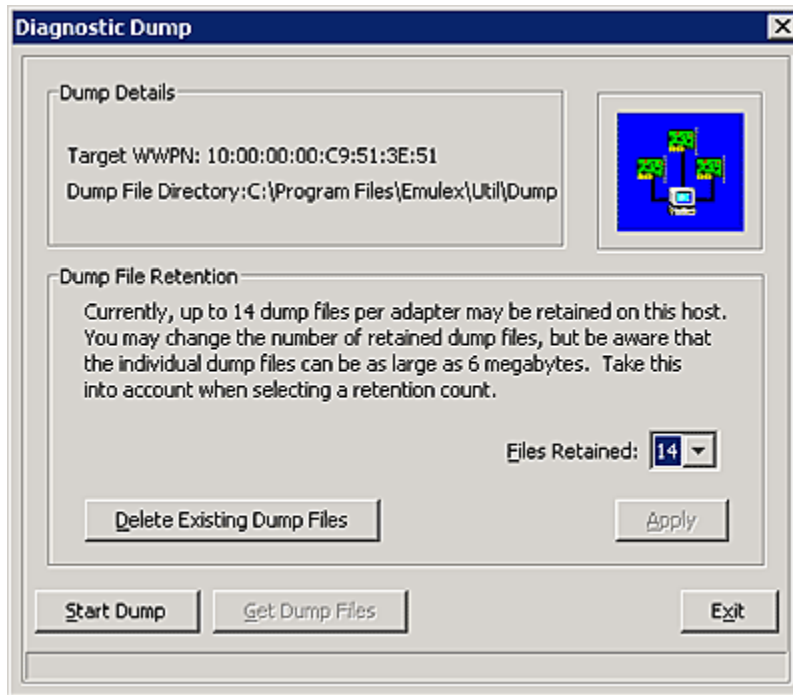 Diagnostic Dump
Dump Details
Target WWPN: 10:00:00:00:C9:51:3E:51
Dump File Directory:C:\Program Files\Emulex\Util\Dump
Dump File Retention
Currently, up to 14 dump files per adapter may be retained on this host.
You may change the number of retained dump files, but be aware that
the individual dump files can be as large as 6 megabytes.  Take this
into account when selecting a retention count.
Files Retained: 14
Delete Existing Dump Files
Apply
Start Dump
Get Dump Files
Exit